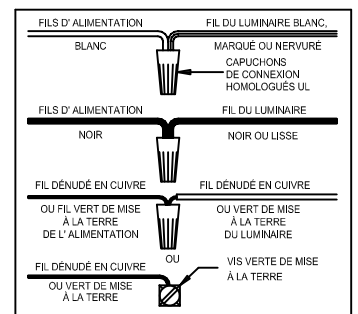 FILS D' ALIMENTATION
BLANC
FIL DU LUMINAIRE BLANC,
MARQUÉ OU NERVURÉ
CAPUCHONS
DE CONNEXION
HOMOLOGUÉS UL
FILS D' ALIMENTATION
NOIR
FIL DU LUMINAIRE
NOIR OU LISSE
FIL DÉNUDÉ EN CUIVRE
OU FIL VERT DE MISE
À LA TERRE
DE L' ALIMENTATION
FIL DÉNUDÉ EN CUIVRE
OU VERT DE MISE
À LA TERRE
DU LUMINAIRE
OU
FIL DÉNUDÉ EN CUIVRE
OU VERT DE MISE
À LA TERRE
VIS VERTE DE MISE
À LA TERRE